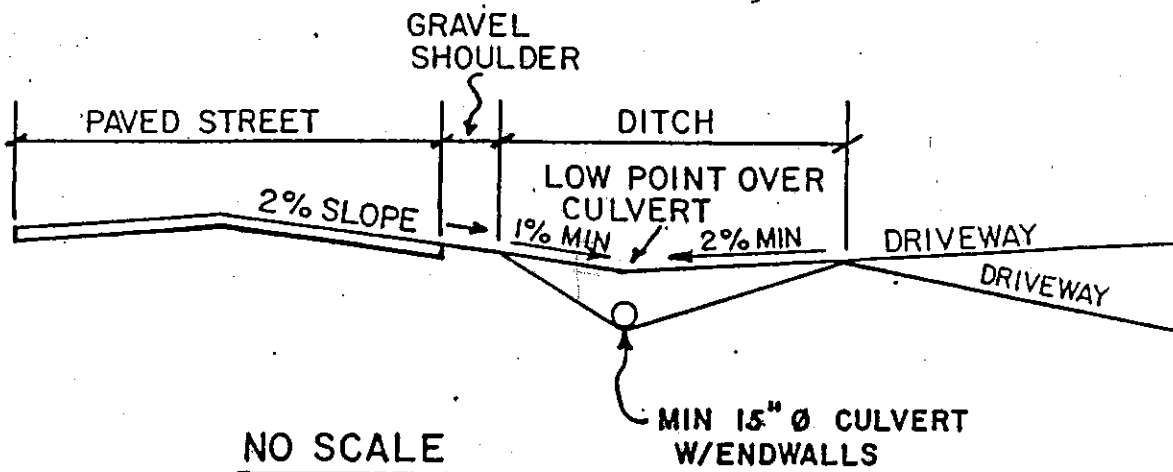 GRAVEL
SHOULDER
PAVED STREET
DITCH
LOW POINT OVER
CULVERT
2% SLOPE
1% MIN
2% MIN
DRIVEWAY
DRIVEWAY
MIN 15" Ø CULVERT
W/ENDWALLS
NO SCALE